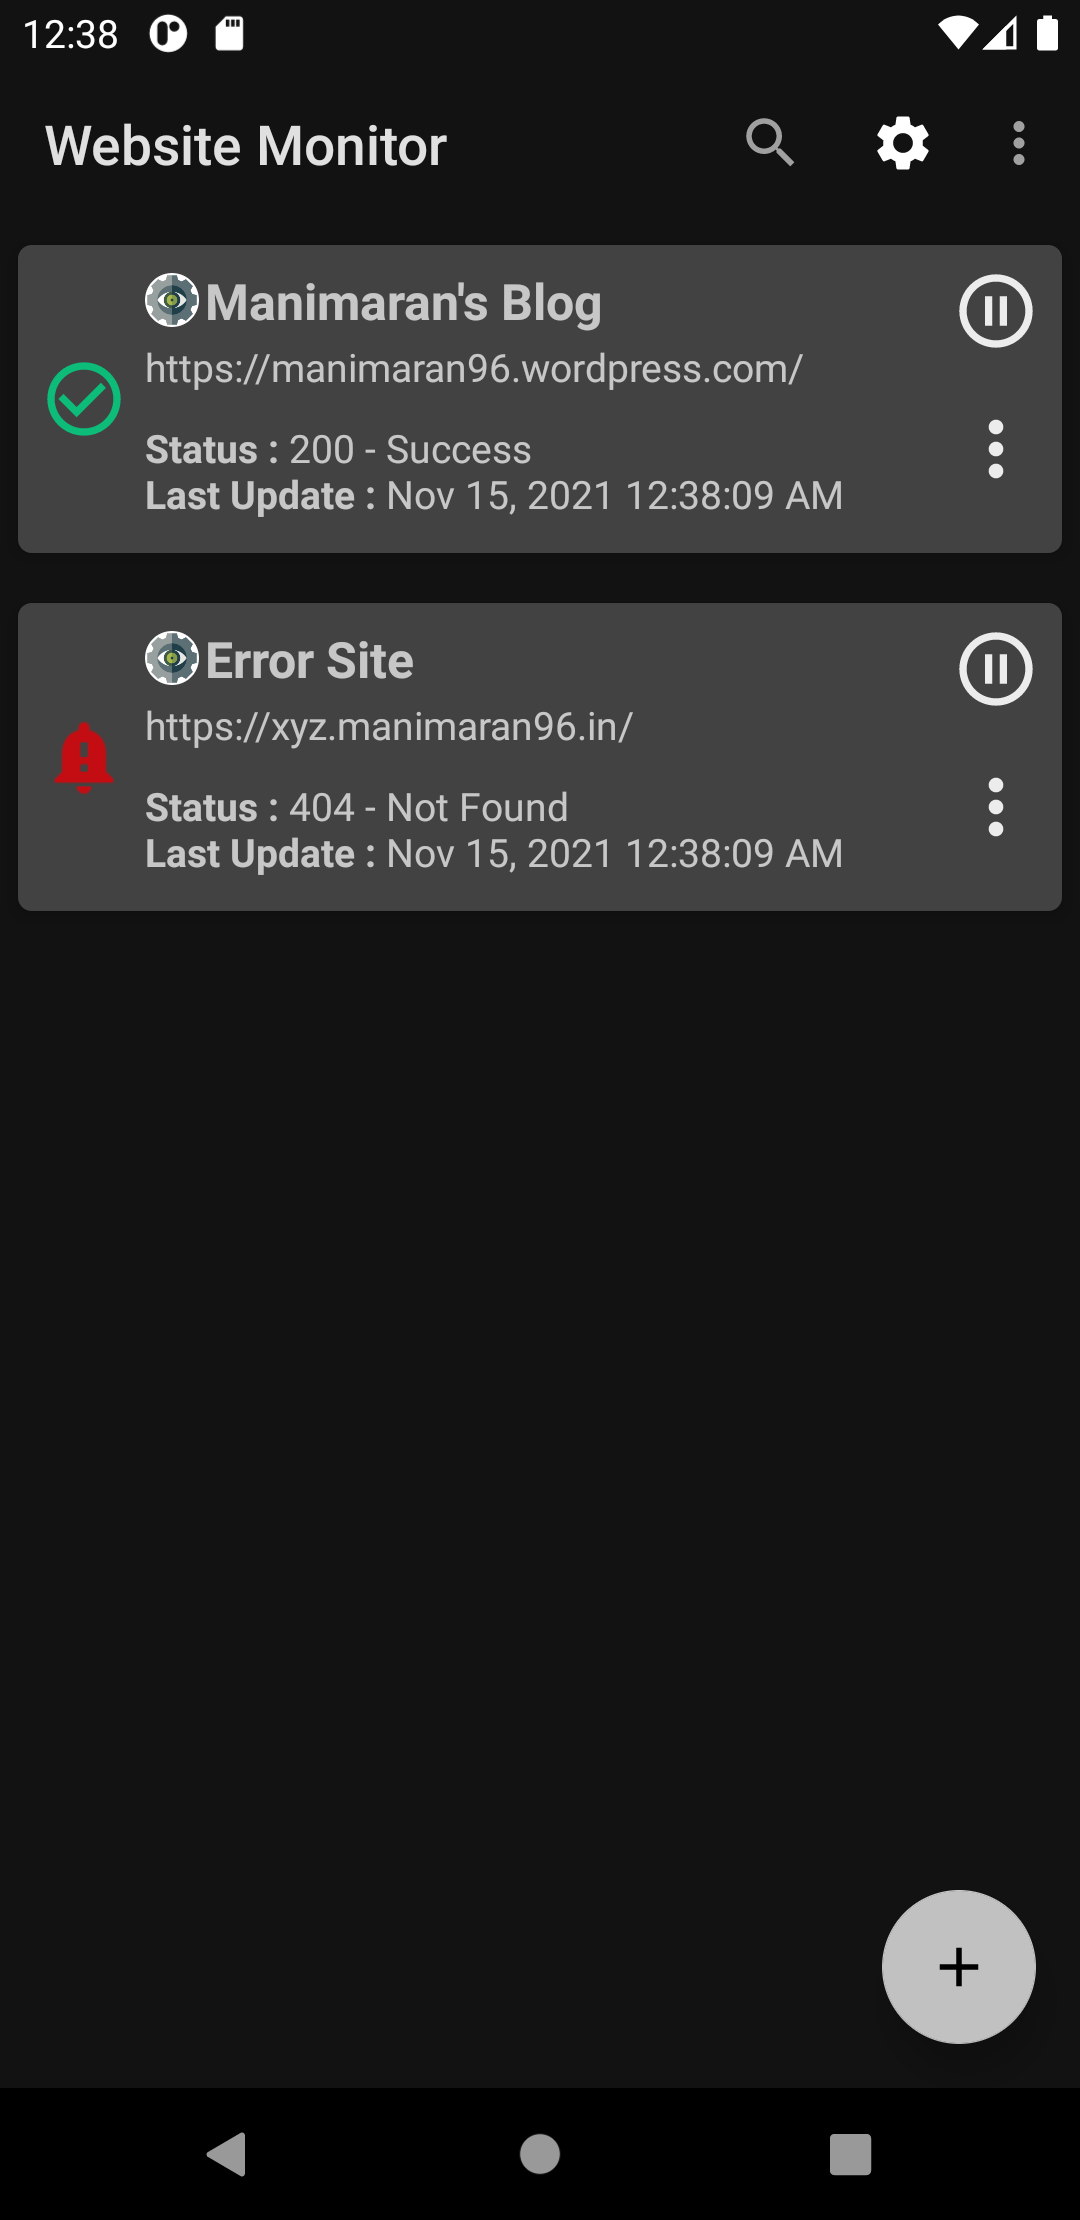 12:38
Website Monitor
Manimaran's Blog
https://manimaran96.wordpress.com/
Status : 200 - Success
Last Update : Nov 15, 2021 12:38:09 AM
Error Site
https://xyz.manimaran96.in/
Status : 404 - Not Found
Last Update : Nov 15, 2021 12:38:09 AM